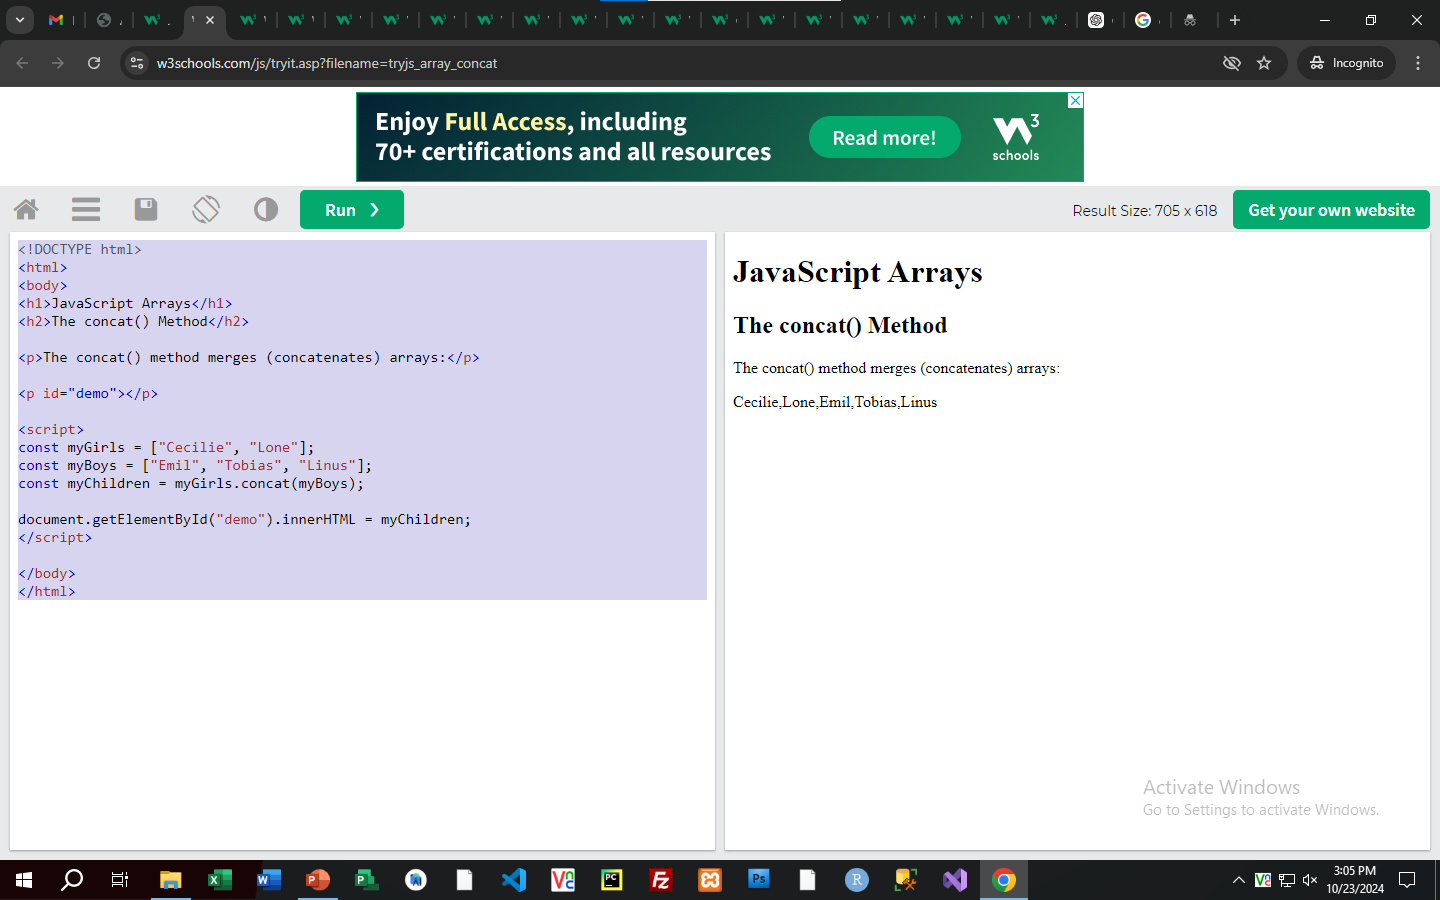 w3schools.com/js/tryit.asp?filename=tryjs_array_concat
Incognito
Enjoy Full Access, including
70+ certifications and all resources
Read more!
3
schools
Run ❯
Result Size: 705 x 618
Get your own website
<!DOCTYPE html>
<html>
<body>
<h1>JavaScript Arrays</h1>
<h2>The concat() Method</h2>
<p>The concat() method merges (concatenates) arrays:</p>
<p id="demo"></p>
<script>
const myGirls = ["Cecilie", "Lone"];
const myBoys = ["Emil", "Tobias", "Linus"];
const myChildren = myGirls.concat(myBoys);
document.getElementById("demo").innerHTML = myChildren;
</script>
</body>
</html>
JavaScript Arrays
The concat() Method
The concat() method merges (concatenates) arrays:
Cecilie,Lone,Emil,Tobias,Linus
Activate Windows
Go to Settings to activate Windows.
3:05 PM
10/23/2024